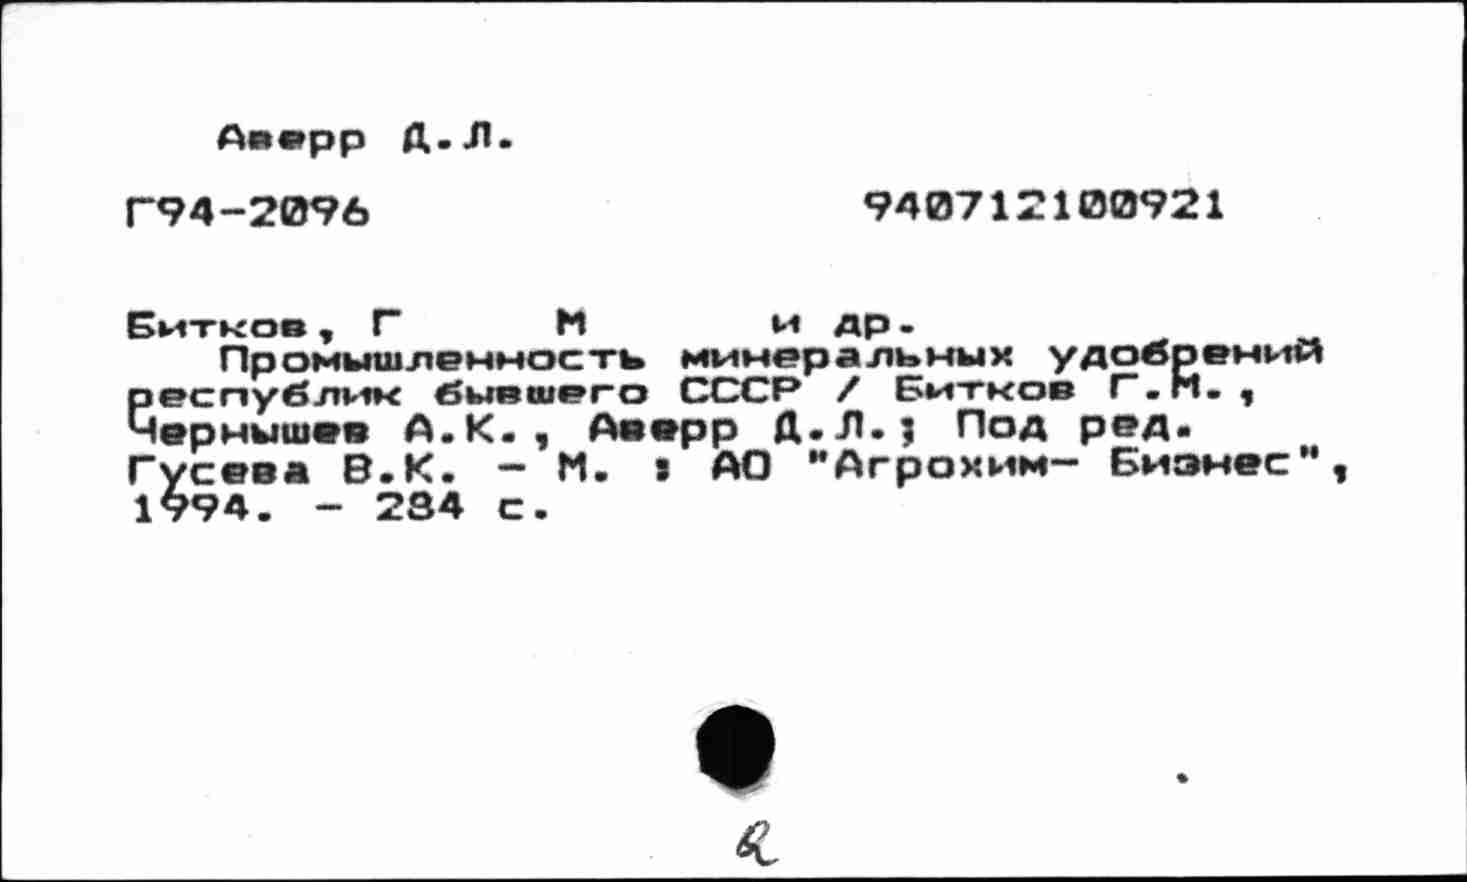 Аверр Д.Л.
Г94-2096 940712100921
Битков, Г М и др.
Промышленность минеральных удобрений
республик бывшего СССР / Битков Г.М.,
Чернышев А.К., Аверр Д.Л.; Под ред.
Гусева В.К. - М. : АО "Агрохим- Бизнес",
1994. - 284 с.